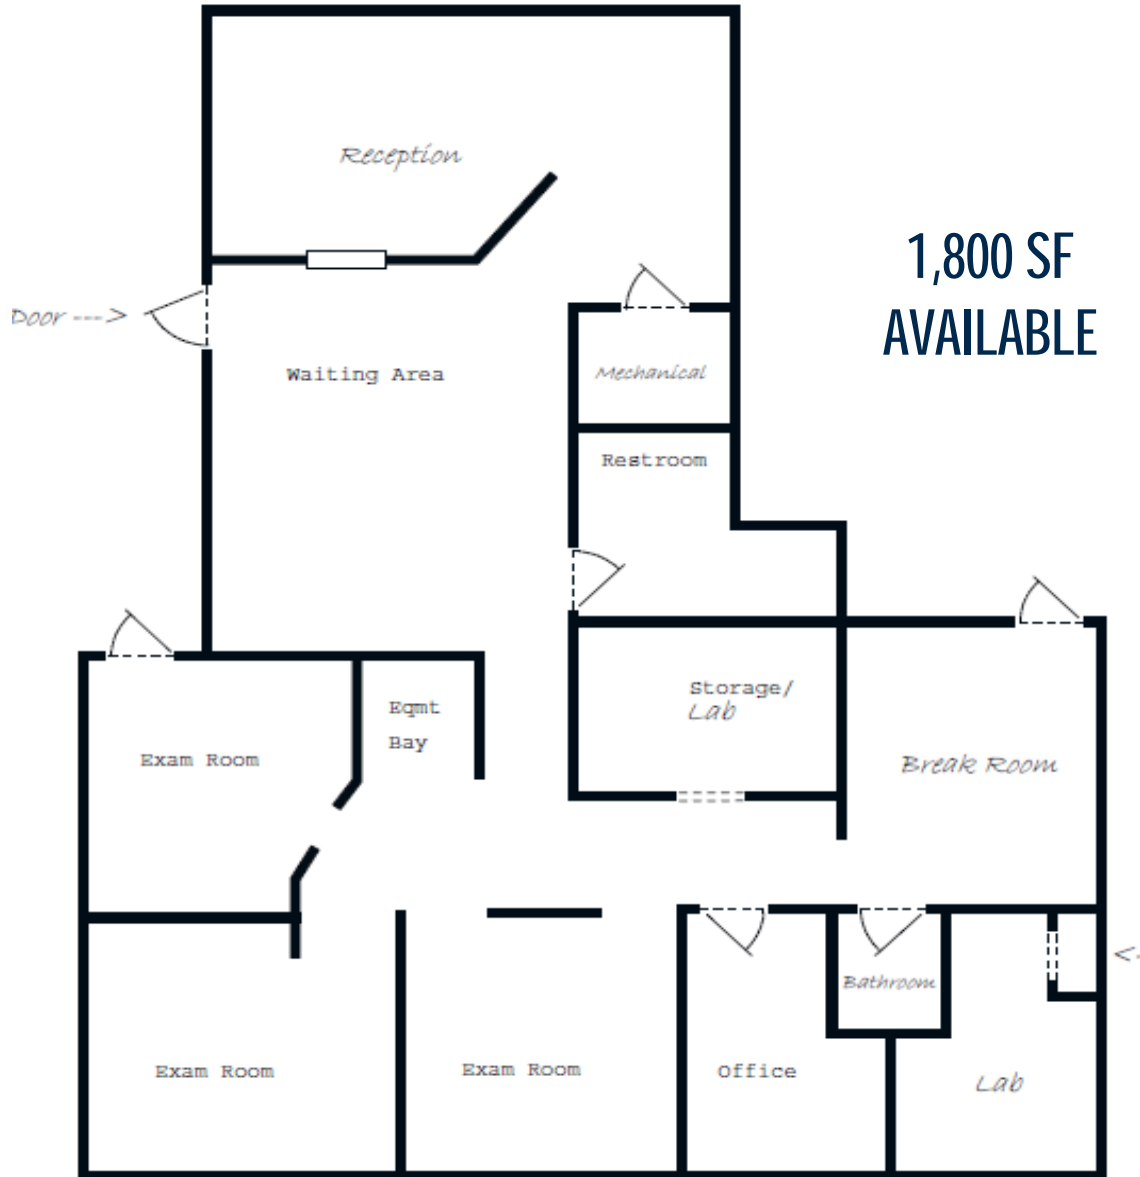 Reception
1,800 SF
AVAILABLE
Door --->
Waiting Area
Mechanical
Restroom
Storage/
Lab
Eqmt
Bay
Exam Room
Break Room
<-
Bathroom
Exam Room
Exam Room
Office
Lab